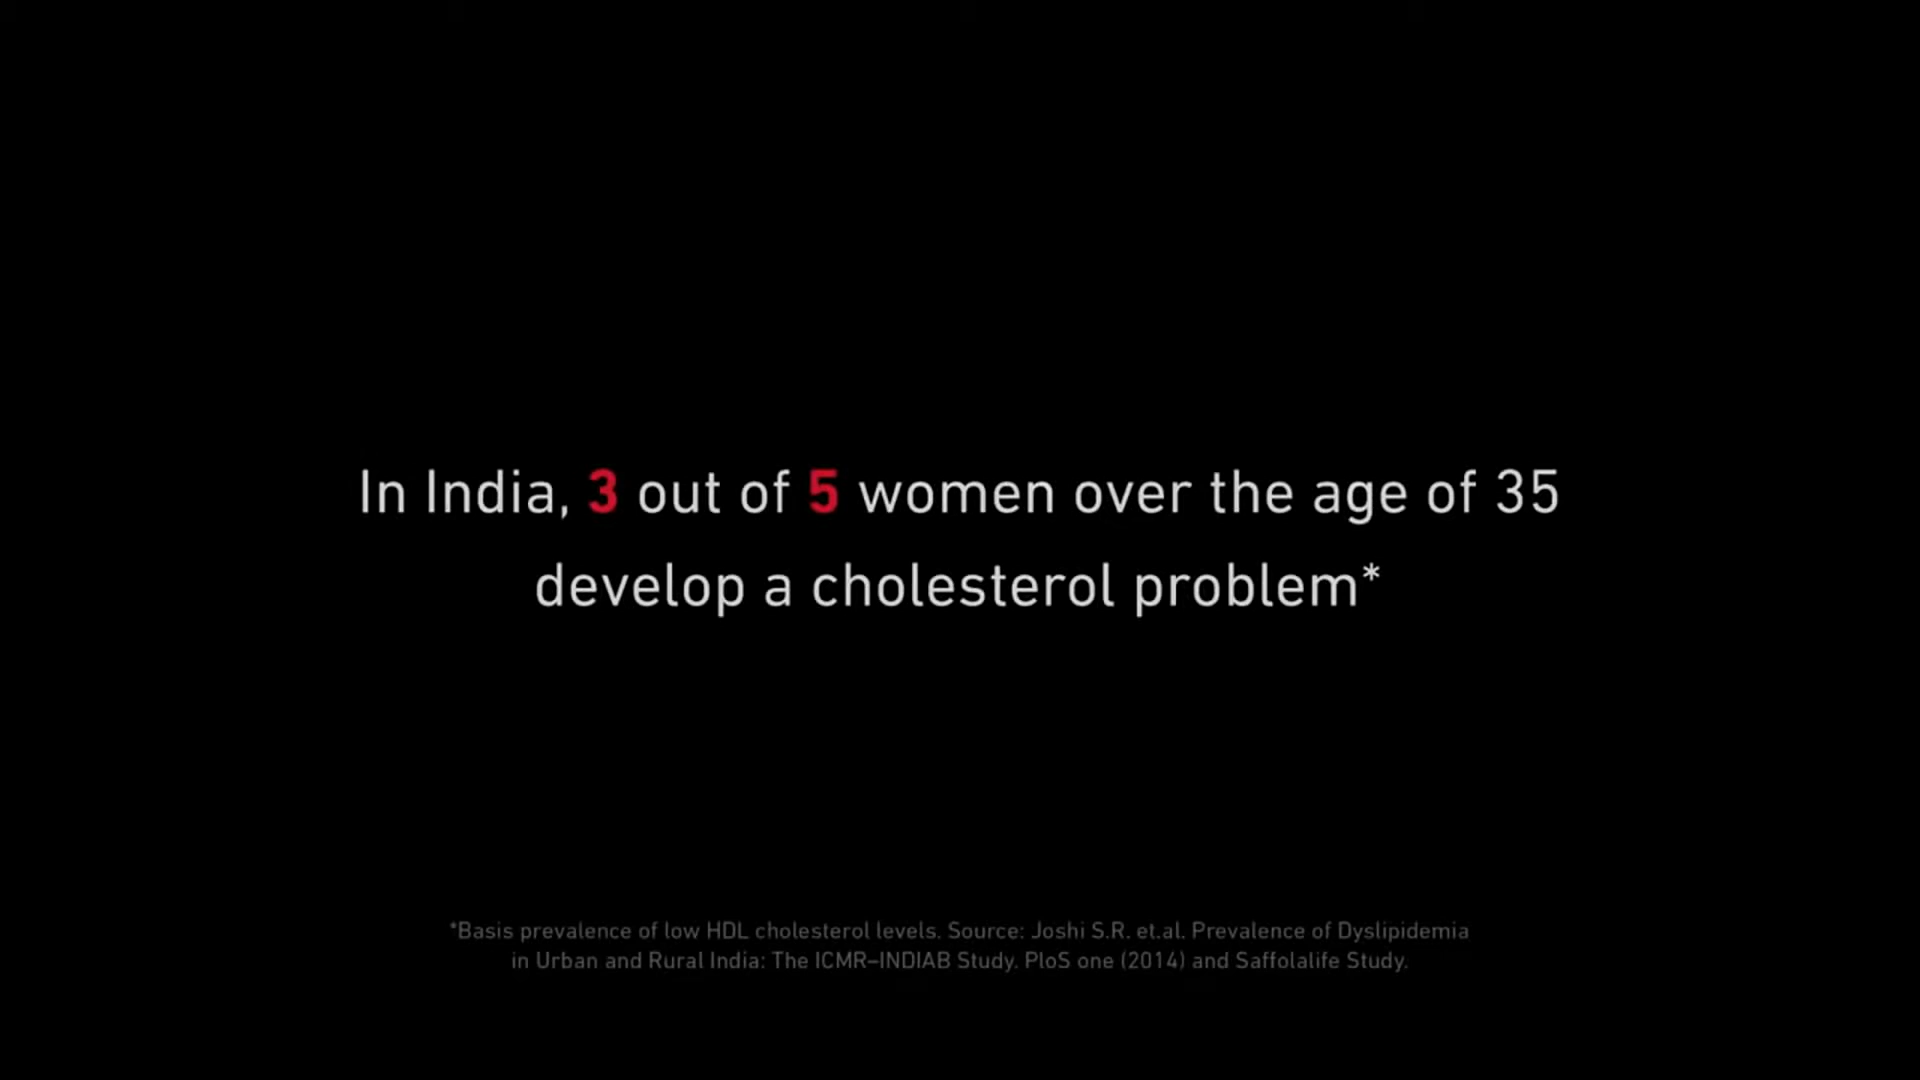 In India, 3 out of 5 women over the age of 35
develop a cholesterol problem*
*Basis prevalence of low HDL cholesterol levels. Source: Joshi S.R. et.al. Prevalence of Dyslipidemia
in Urban and Rural India: The ICMR–INDIAB Study. PloS one (2014) and Saffolalife Study.